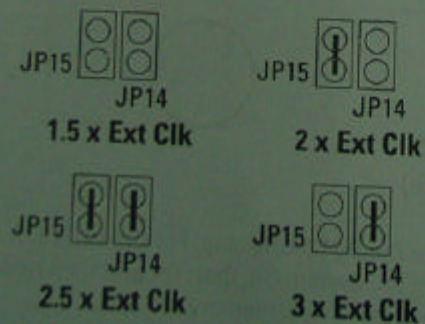 JP15
JP14
1.5 x Ext Clk
JP15
JP14
2 x Ext Clk
JP15
JP14
2.5 x Ext Clk
JP15
JP14
3 x Ext Clk